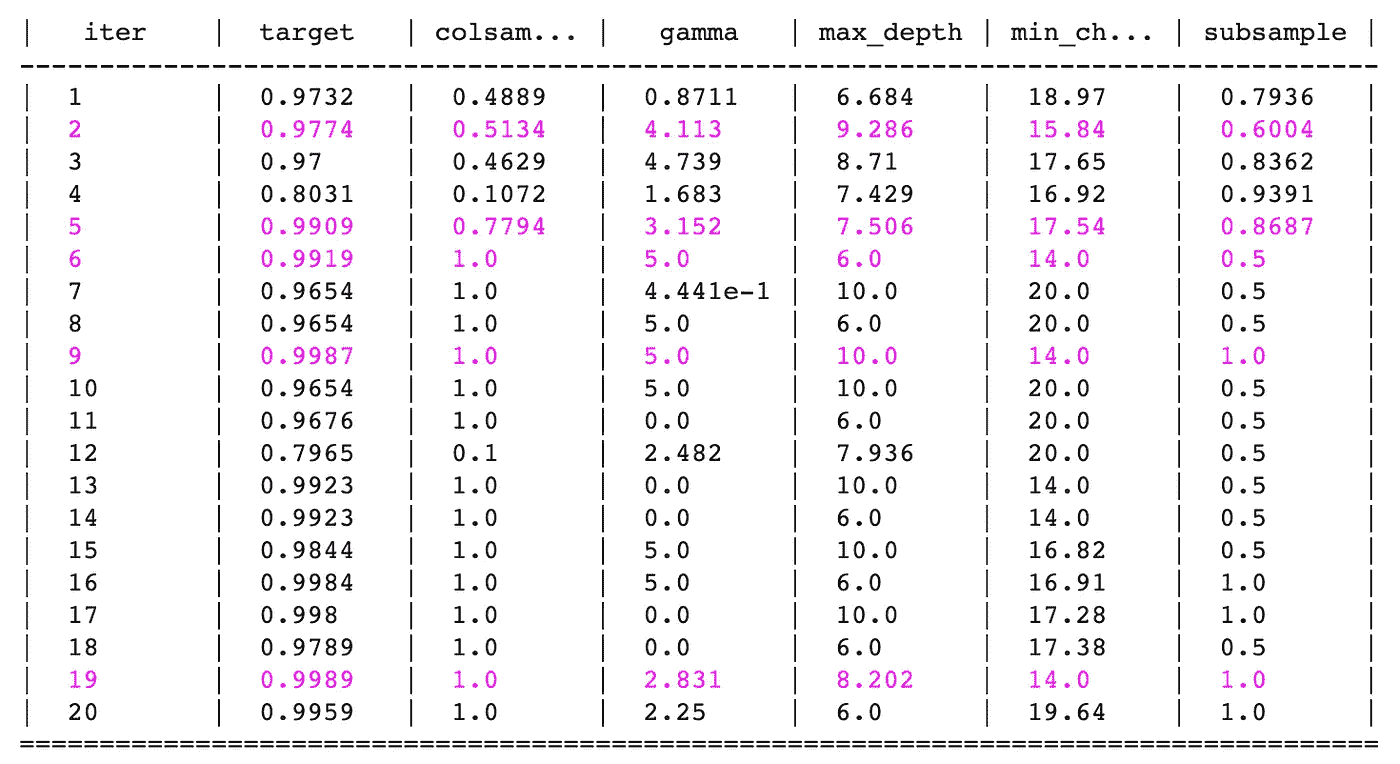 | iter | target | colsam... | gamma | max_depth | min_ch... | subsample |
-------------------------------------------------------------------------------------
| 1 | 0.9732 | 0.4889 | 0.8711 | 6.684 | 18.97 | 0.7936 |
| 2 | 0.9774 | 0.5134 | 4.113 | 9.286 | 15.84 | 0.6004 |
| 3 | 0.97 | 0.4629 | 4.739 | 8.71 | 17.65 | 0.8362 |
| 4 | 0.8031 | 0.1072 | 1.683 | 7.429 | 16.92 | 0.9391 |
| 5 | 0.9909 | 0.7794 | 3.152 | 7.506 | 17.54 | 0.8687 |
| 6 | 0.9919 | 1.0 | 5.0 | 6.0 | 14.0 | 0.5 |
| 7 | 0.9654 | 1.0 | 4.441e-1 | 10.0 | 20.0 | 0.5 |
| 8 | 0.9654 | 1.0 | 5.0 | 6.0 | 20.0 | 0.5 |
| 9 | 0.9987 | 1.0 | 5.0 | 10.0 | 14.0 | 1.0 |
| 10 | 0.9654 | 1.0 | 5.0 | 10.0 | 20.0 | 0.5 |
| 11 | 0.9676 | 1.0 | 0.0 | 6.0 | 20.0 | 0.5 |
| 12 | 0.7965 | 0.1 | 2.482 | 7.936 | 20.0 | 0.5 |
| 13 | 0.9923 | 1.0 | 0.0 | 10.0 | 14.0 | 0.5 |
| 14 | 0.9923 | 1.0 | 0.0 | 6.0 | 14.0 | 0.5 |
| 15 | 0.9844 | 1.0 | 5.0 | 10.0 | 16.82 | 0.5 |
| 16 | 0.9984 | 1.0 | 5.0 | 6.0 | 16.91 | 1.0 |
| 17 | 0.998 | 1.0 | 0.0 | 10.0 | 17.28 | 1.0 |
| 18 | 0.9789 | 1.0 | 0.0 | 6.0 | 17.38 | 0.5 |
| 19 | 0.9989 | 1.0 | 2.831 | 8.202 | 14.0 | 1.0 |
| 20 | 0.9959 | 1.0 | 2.25 | 6.0 | 19.64 | 1.0 |
=====================================================================================